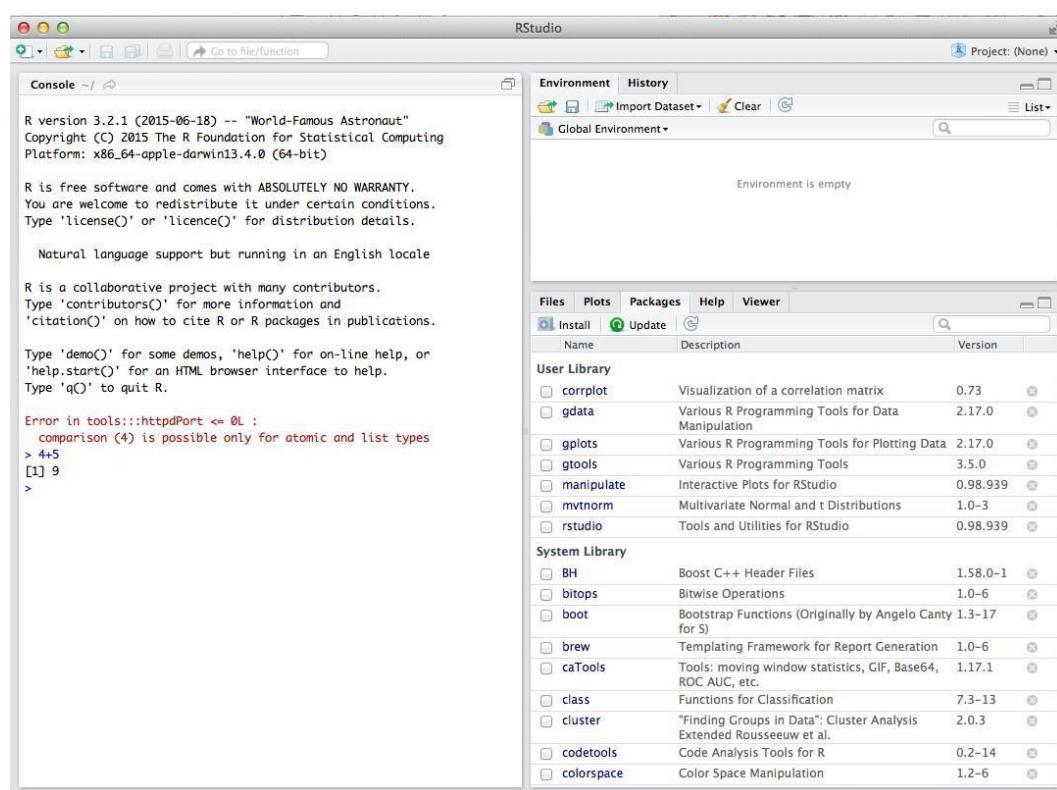 RStudio
Go to file/function
Project: (None)
Console ~/
R version 3.2.1 (2015-06-18) -- "World-Famous Astronaut"
Copyright (C) 2015 The R Foundation for Statistical Computing
Platform: x86_64-apple-darwin13.4.0 (64-bit)
R is free software and comes with ABSOLUTELY NO WARRANTY.
You are welcome to redistribute it under certain conditions.
Type 'license()' or 'licence()' for distribution details.
Natural language support but running in an English locale
R is a collaborative project with many contributors.
Type 'contributors()' for more information and
'citation()' on how to cite R or R packages in publications.
Type 'demo()' for some demos, 'help()' for on-line help, or
'help.start()' for an HTML browser interface to help.
Type 'q()' to quit R.
Error in tools:::httpdPort <= 0L :
comparison (4) is possible only for atomic and list types
> 4+5
[1] 9
>
Environment History
Import Dataset Clear List
Global Environment
Environment is empty
Files Plots Packages Help Viewer
Install Update
Name Description Version
User Library
corrplot Visualization of a correlation matrix 0.73
gdata Various R Programming Tools for Data 2.17.0
Manipulation
gplots Various R Programming Tools for Plotting Data 2.17.0
gtools Various R Programming Tools 3.5.0
manipulate Interactive Plots for RStudio 0.98.939
mvtnorm Multivariate Normal and t Distributions 1.0-3
rstudio Tools and Utilities for RStudio 0.98.939
System Library
BH Boost C++ Header Files 1.58.0-1
bitops Bitwise Operations 1.0-6
boot Bootstrap Functions (Originally by Angelo Canty 1.3-17
for S)
brew Templating Framework for Report Generation 1.0-6
caTools Tools: moving window statistics, GIF, Base64, 1.17.1
ROC AUC, etc.
class Functions for Classification 7.3-13
cluster "Finding Groups in Data": Cluster Analysis 2.0.3
Extended Rousseeuw et al.
codetools Code Analysis Tools for R 0.2-14
colorspace Color Space Manipulation 1.2-6